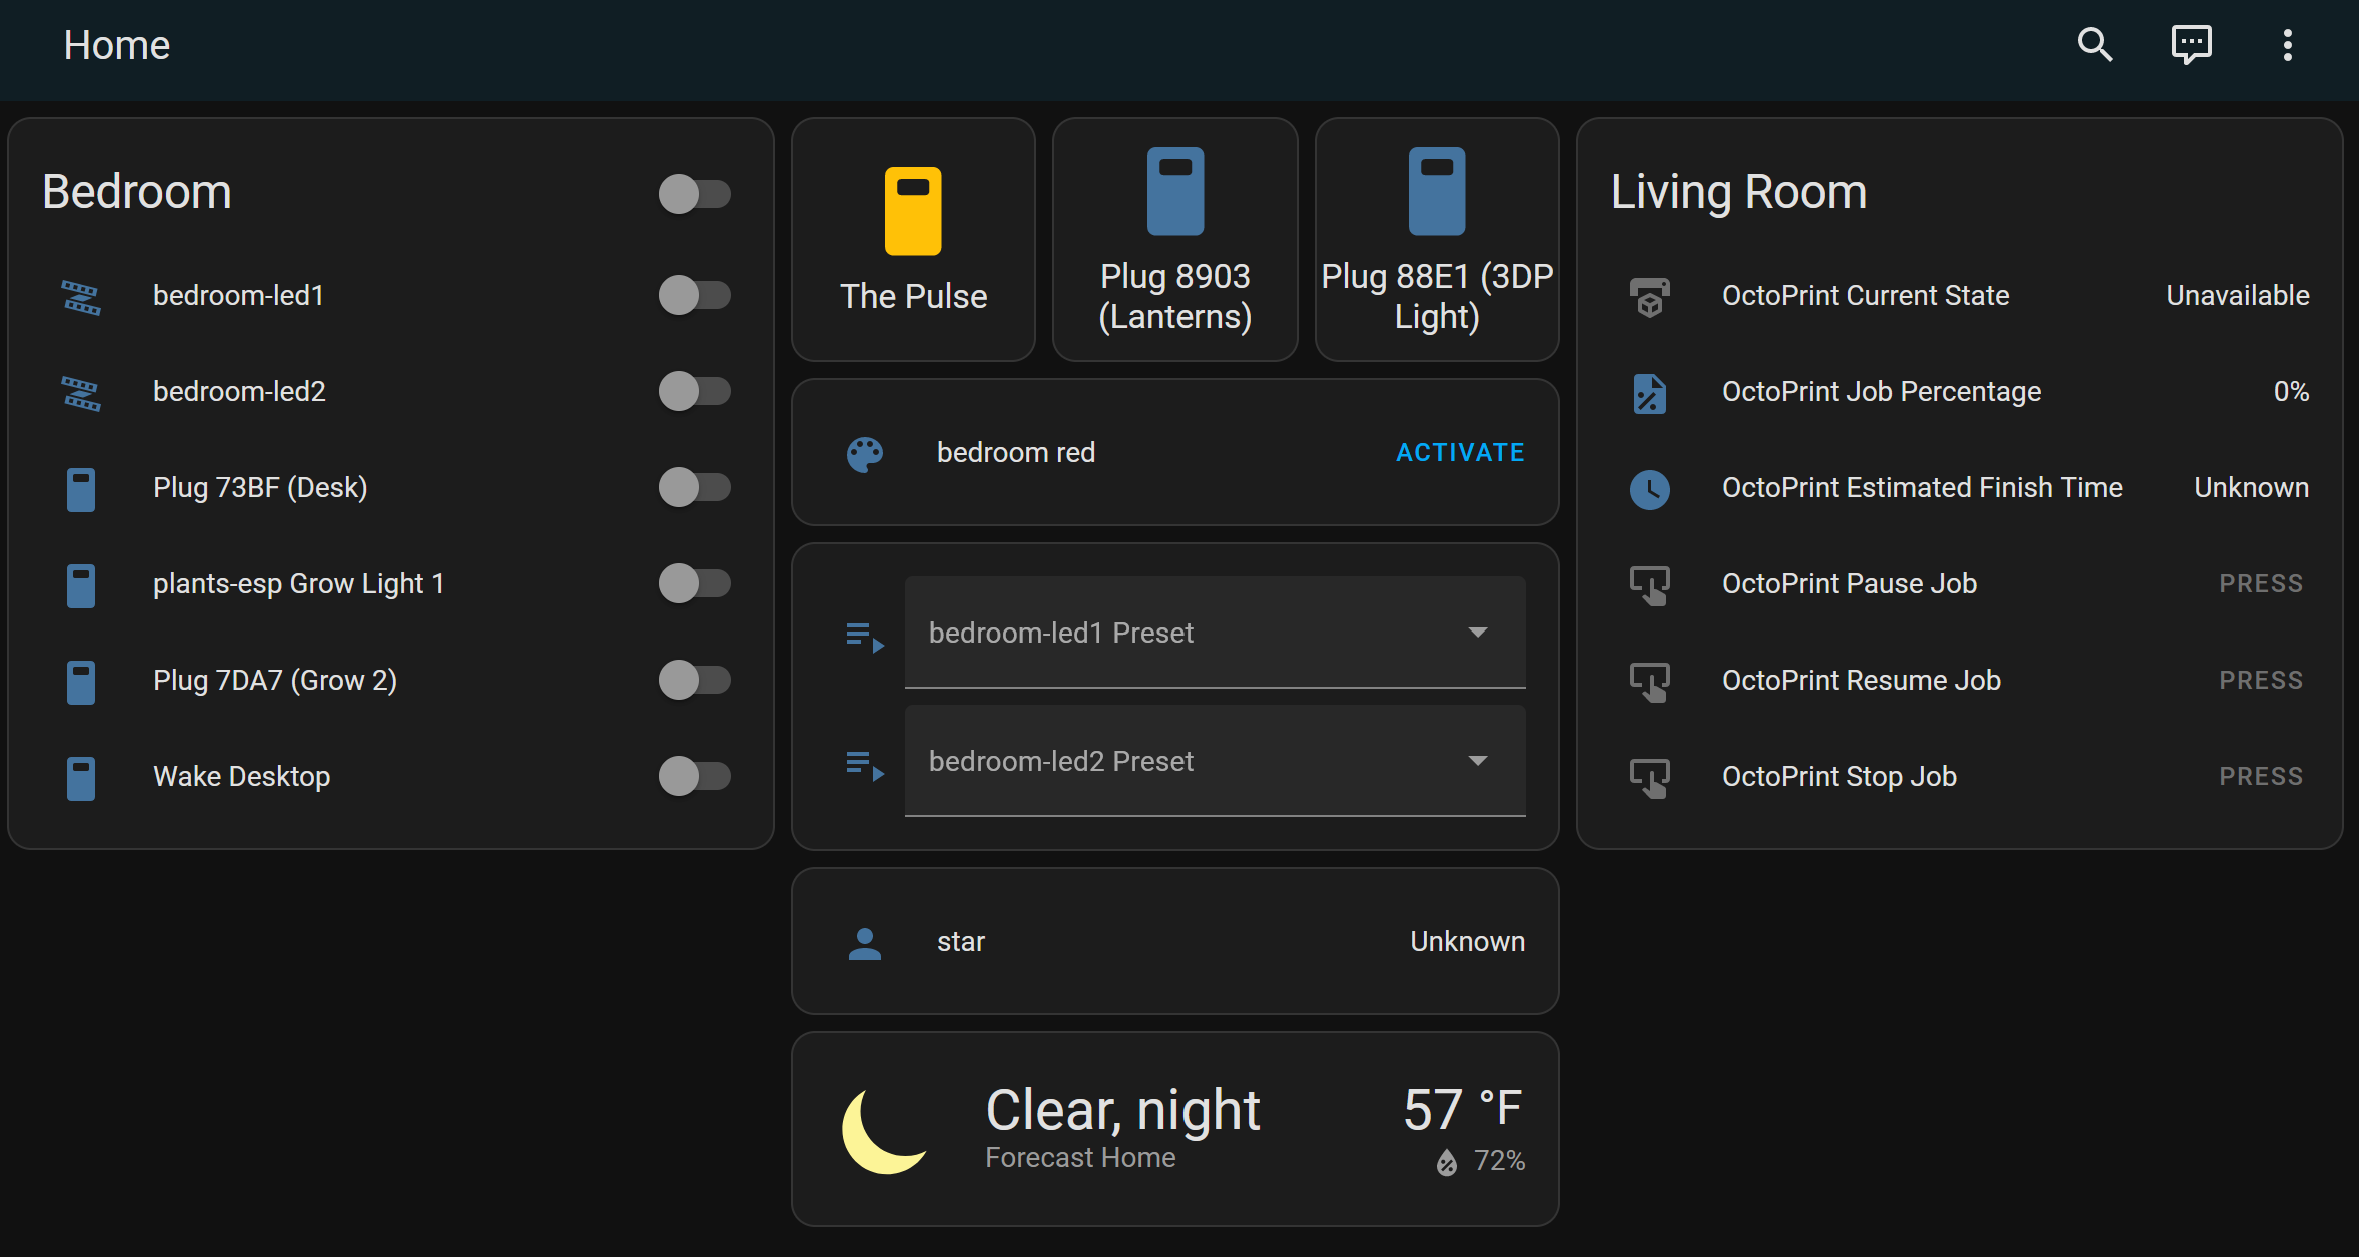 Home
Bedroom
bedroom-led1
bedroom-led2
Plug 73BF (Desk)
plants-esp Grow Light 1
Plug 7DA7 (Grow 2)
Wake Desktop
The Pulse
Plug 8903
(Lanterns)
Plug 88E1 (3DP
Light)
bedroom red ACTIVATE
bedroom-led1 Preset
bedroom-led2 Preset
star Unknown
Clear, night 57 °F
Forecast Home 72%
Living Room
OctoPrint Current State Unavailable
OctoPrint Job Percentage 0%
OctoPrint Estimated Finish Time Unknown
OctoPrint Pause Job PRESS
OctoPrint Resume Job PRESS
OctoPrint Stop Job PRESS